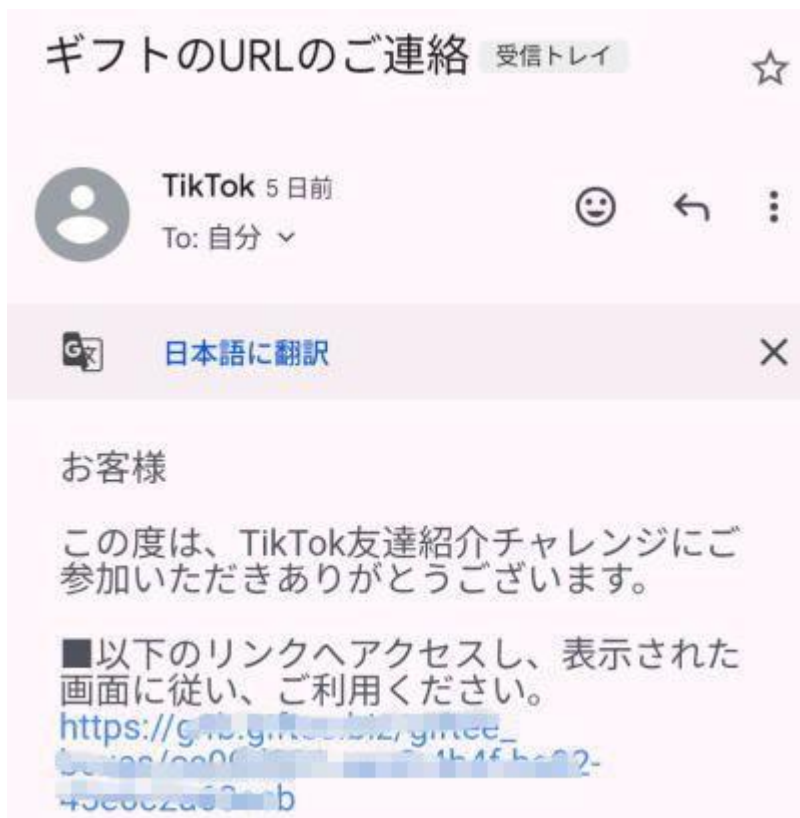 ギフトのURLのご連絡 受信トレイ
TikTok 5 日前
To: 自分
G文
日本語に翻訳
お客様
この度は、TikTok友達紹介チャレンジにご
参加いただきありがとうございます。
■以下のリンクへアクセスし、表示された
画面に従い、ご利用ください。